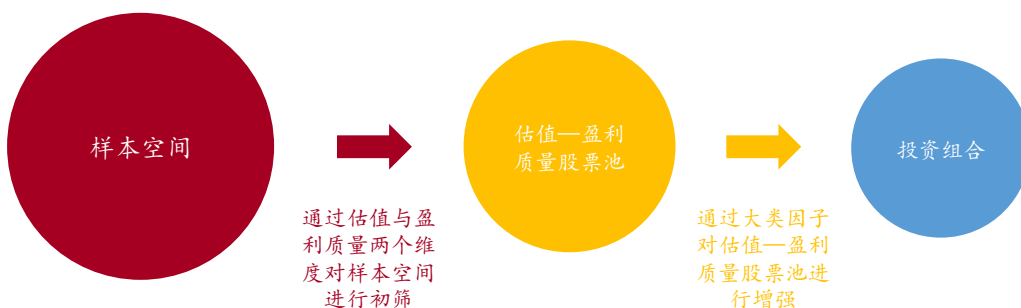 样本空间
通过估值与盈
利质量两个维
度对样本空间
进行初筛
估值—盈利
质量股票池
通过大类因子
对估值—盈利
质量股票池进
行增强
投资组合